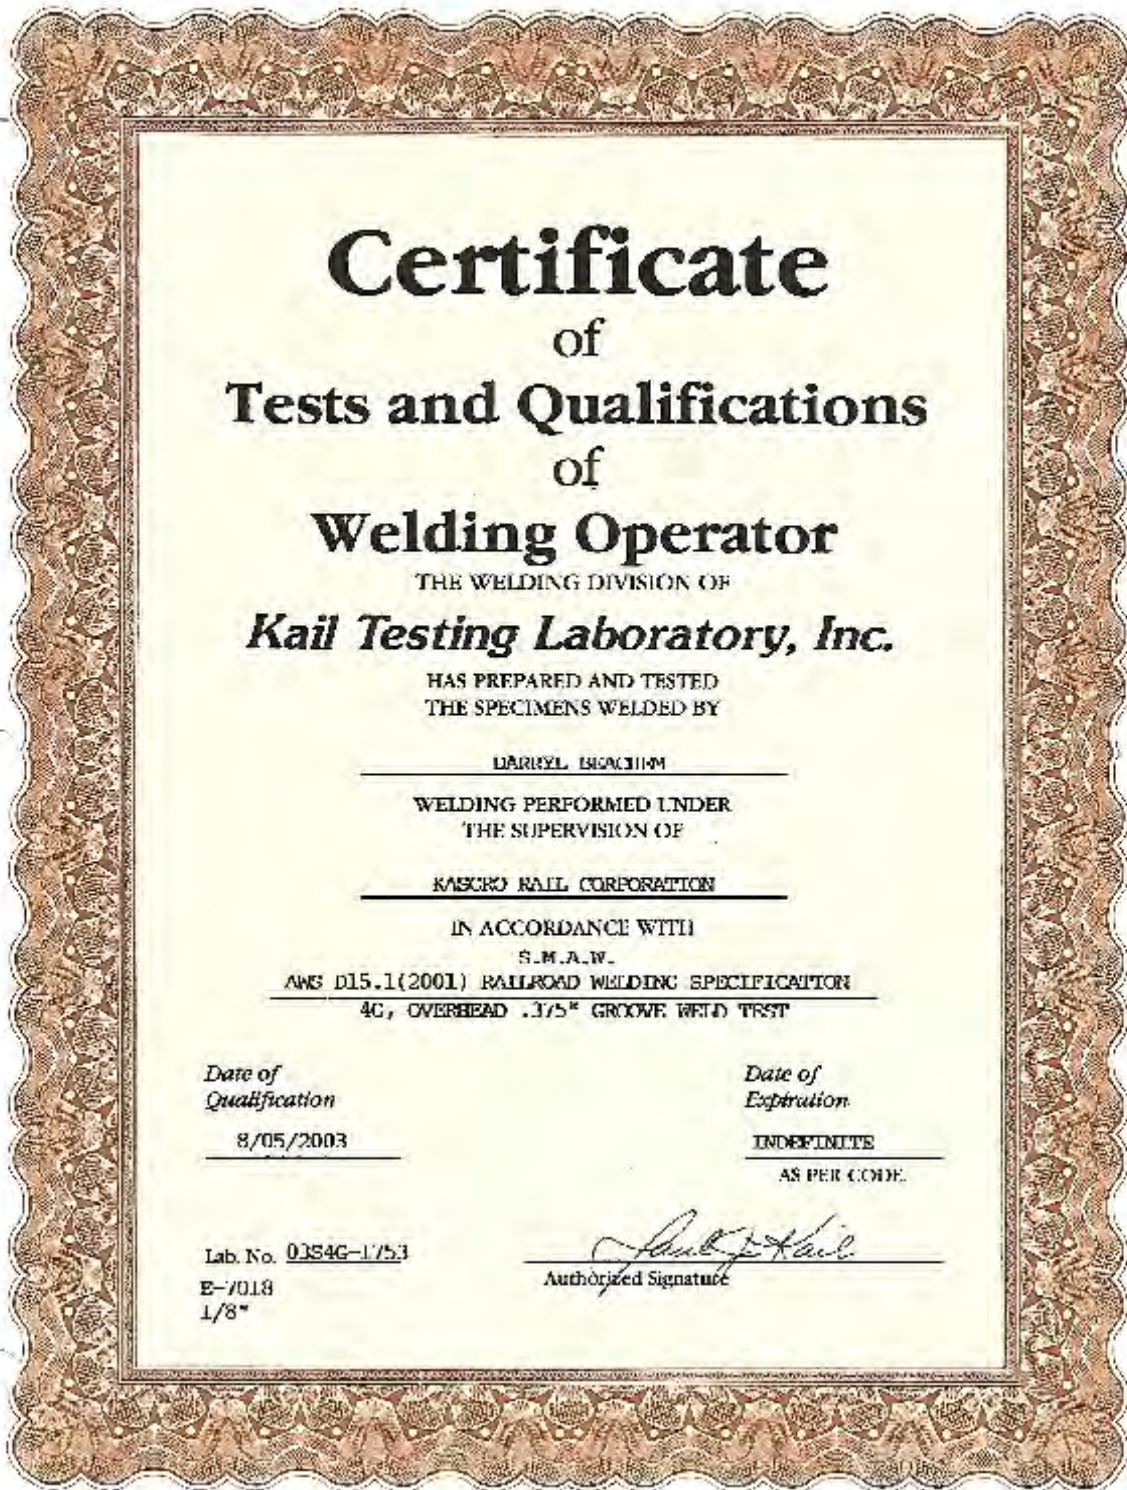 Certificate
of
Tests and Qualifications
of
Welding Operator
THE WELDING DIVISION OF
Kail Testing Laboratory, Inc.
HAS PREPARED AND TESTED
THE SPECIMENS WELDED BY
DARRYL BEACHEM
WELDING PERFORMED UNDER
THE SUPERVISION OF
KASGRO RAIL CORPORATION
IN ACCORDANCE WITH
S.M.A.W.
AWS D15.1(2001) RAILROAD WELDING SPECIFICATION
4G, OVERHEAD .375" GROOVE WELD TEST
Date of
Qualification
Date of
Expiration
8/05/2003
INDEFINITE
AS PER CODE.
Lab. No. 03S4G-1753
Paul J. Kail
Authorized Signature
E-7018
1/8"